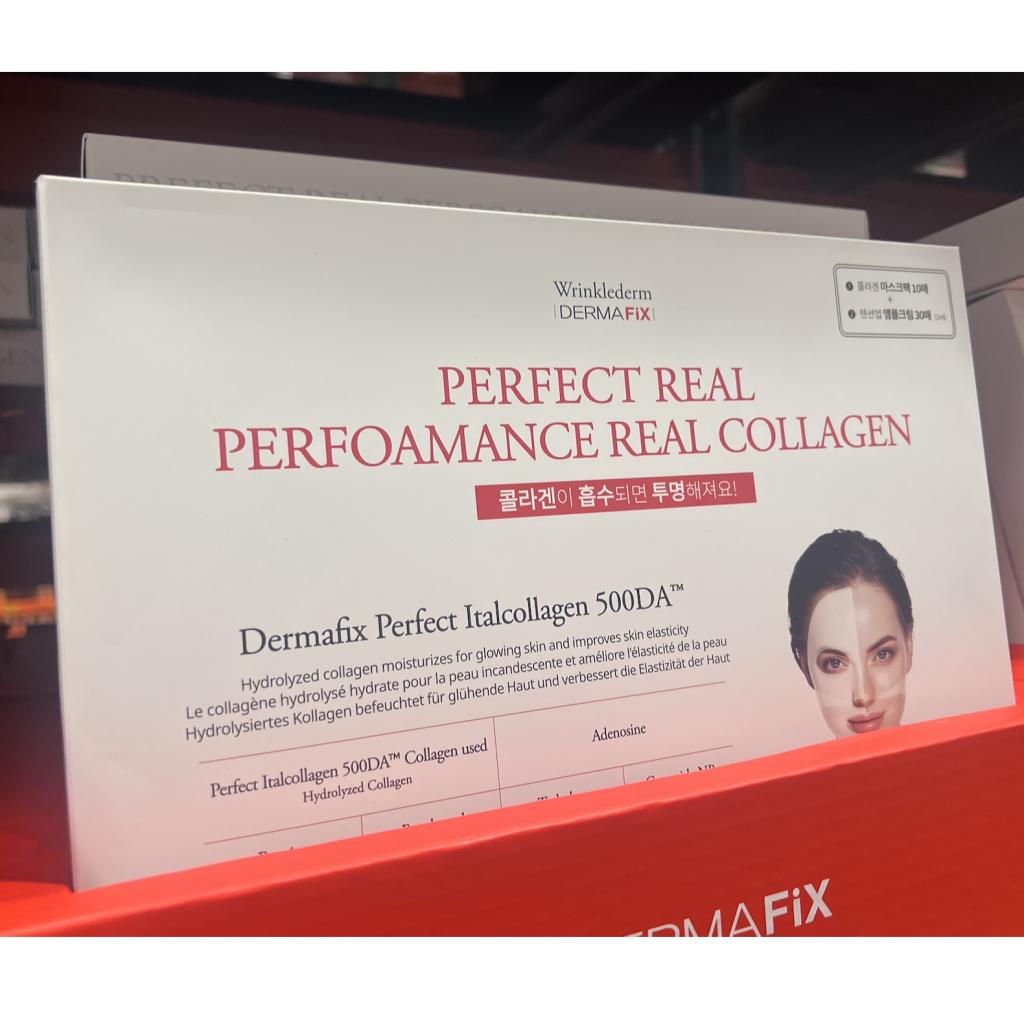 Wrinklederm
DERMAFiX
❶ 콜라겐 마스크팩 10매
+
❷ 텐션업 앰플크림 30매
PERFECT REAL
PERFOAMANCE REAL COLLAGEN
콜라겐이 흡수되면 투명해져요!
Dermafix Perfect Italcollagen 500DA™
Hydrolyzed collagen moisturizes for glowing skin and improves skin elasticity
Le collagène hydrolysé hydrate pour la peau incandescente et améliore l'élasticité de la peau
Hydrolysiertes Kollagen befeuchtet für glühende Haut und verbessert die Elastizität der Haut
Perfect Italcollagen 500DA™ Collagen used
Hydrolyzed Collagen
Adenosine
DERMAFiX